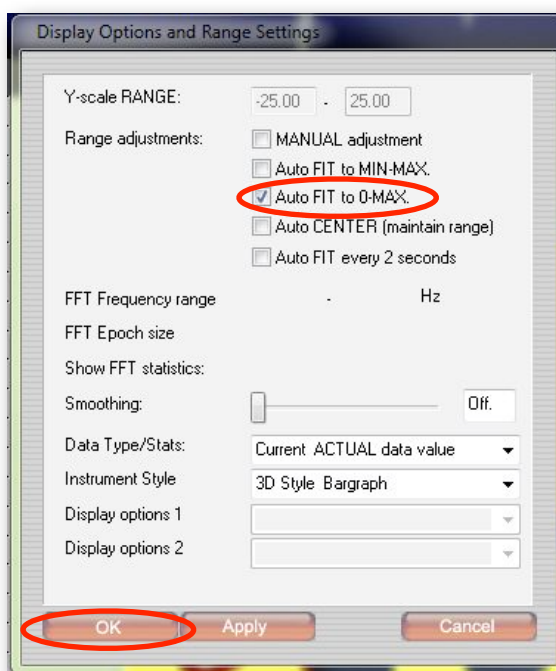 Display Options and Range Settings
Y-scale RANGE: -25.00 - 25.00
Range adjustments: MANUAL adjustment
Auto FIT to MIN-MAX.
Auto FIT to 0-MAX.
Auto CENTER (maintain range)
Auto FIT every 2 seconds
FFT Frequency range - Hz
FFT Epoch size
Show FFT statistics:
Smoothing: Off.
Data Type/Stats: Current ACTUAL data value
Instrument Style 3D Style Bargraph
Display options 1
Display options 2
OK Apply Cancel